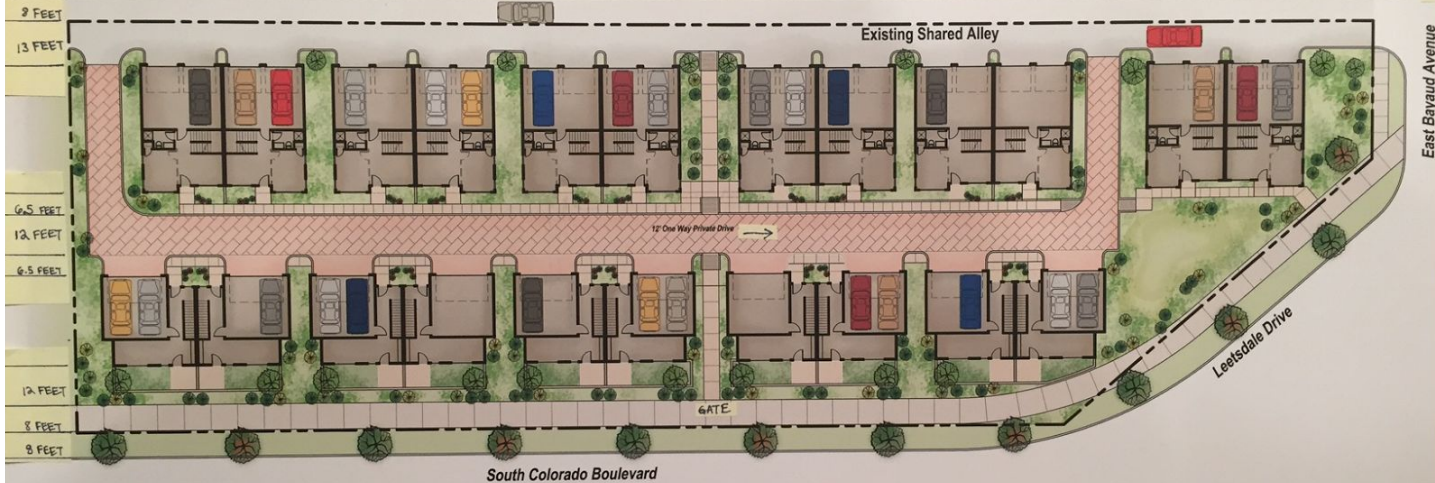 8 FEET
Existing Shared Alley
13 FEET
East Bayaud Avenue
6.5 FEET
12 FEET
12' One Way Private Drive
6.5 FEET
Leetsdale Drive
12 FEET
GATE
8 FEET
8 FEET
South Colorado Boulevard